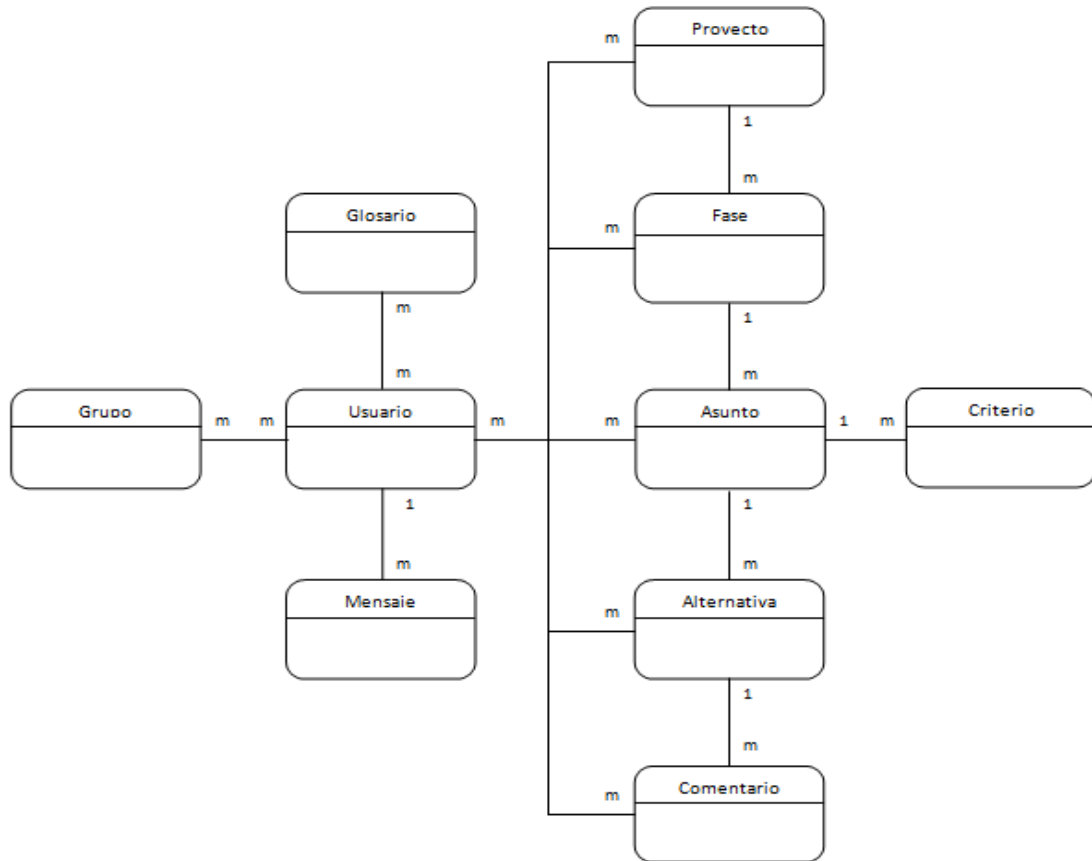 Proyecto
m
1
m
Fase
m
1
m
Glosario
m
m
Grupo
m
m
Usuario
m
m
Asunto
1
m
Criterio
1
m
Mensaje
1
m
Alternativa
m
1
m
Comentario
m